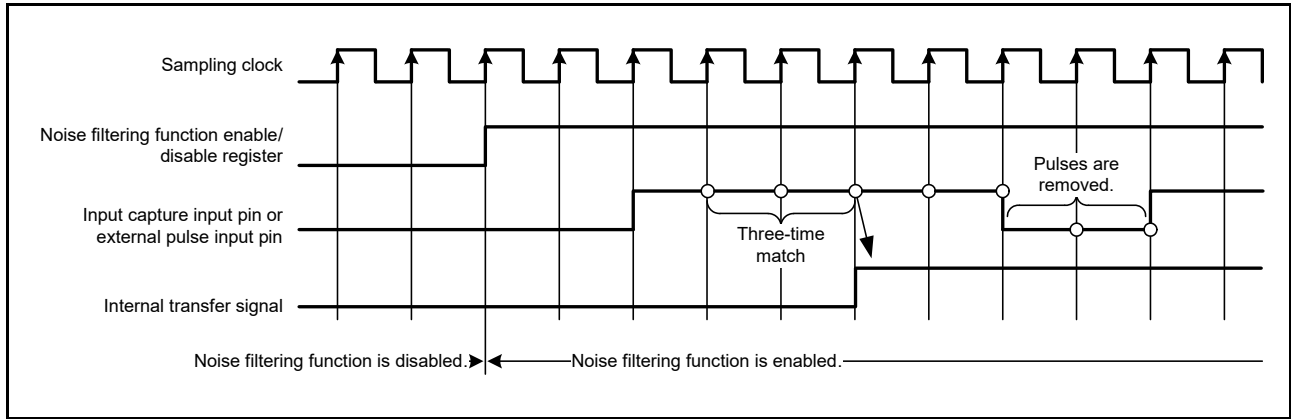 Sampling clock
Noise filtering function enable/
disable register
Pulses are
removed.
Input capture input pin or
external pulse input pin
Three-time
match
Internal transfer signal
Noise filtering function is disabled.
Noise filtering function is enabled.